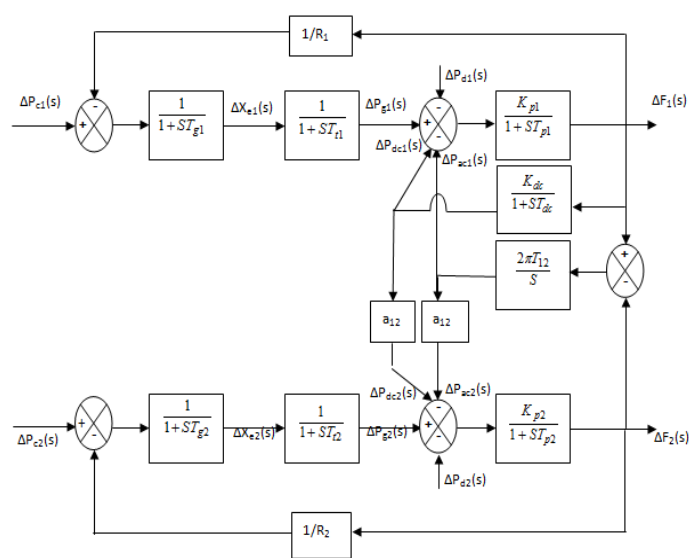 1/R₁
-
ΔP_c1(s)
+
1
1+ST_g1
ΔX_e1(s)
1
1+ST_t1
ΔP_g1(s)
ΔP_d1(s)
-
+
-
ΔP_dc1(s)
ΔP_ac1(s)
K_p1
1+ST_p1
ΔF₁(s)
K_dc
1+ST_dc
+
-
2πT₁₂
S
a₁₂
a₁₂
ΔP_dc2(s)
ΔP_ac2(s)
ΔP_c2(s)
+
-
1
1+ST_g2
ΔX_e2(s)
1
1+ST_t2
ΔP_g2(s)
-
+
-
ΔP_d2(s)
K_p2
1+ST_p2
ΔF₂(s)
1/R₂